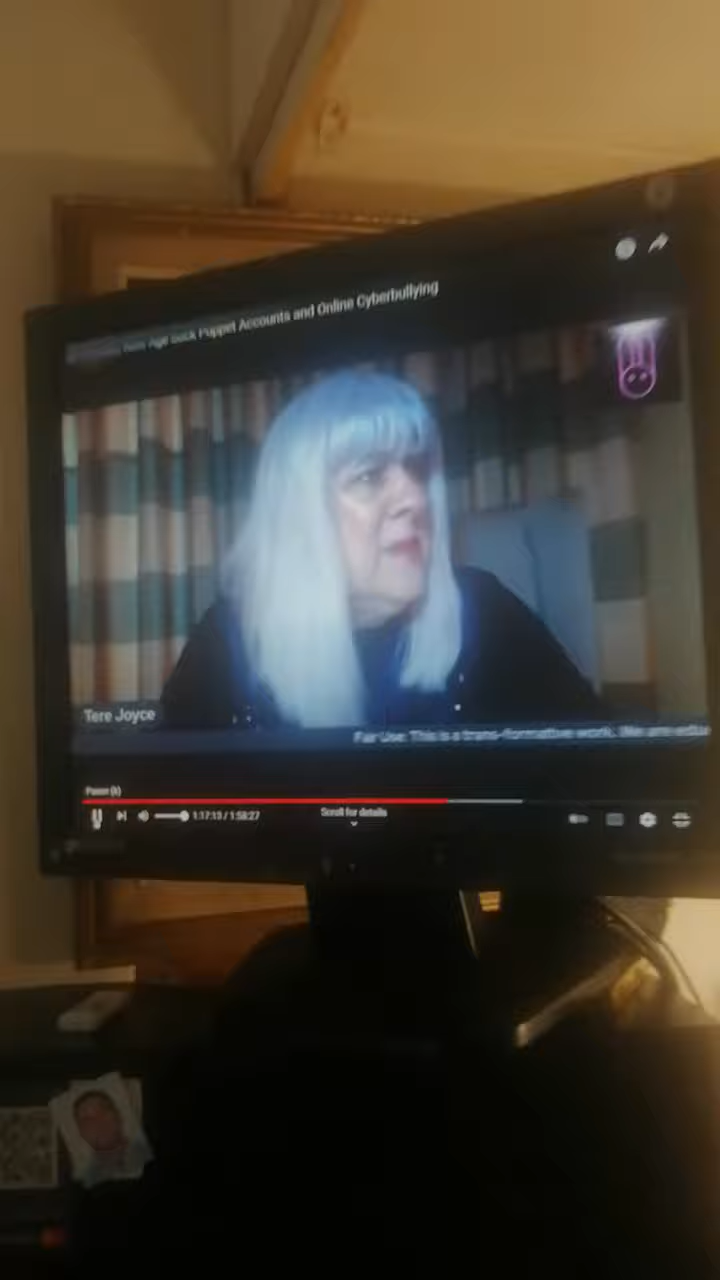 Puppet Accounts and Online Cyberbullying
Tere Joyce
Fair Use: This is a trans-formative work.
Pause (k)
1:17:13 / 1:58:27
Scroll for details